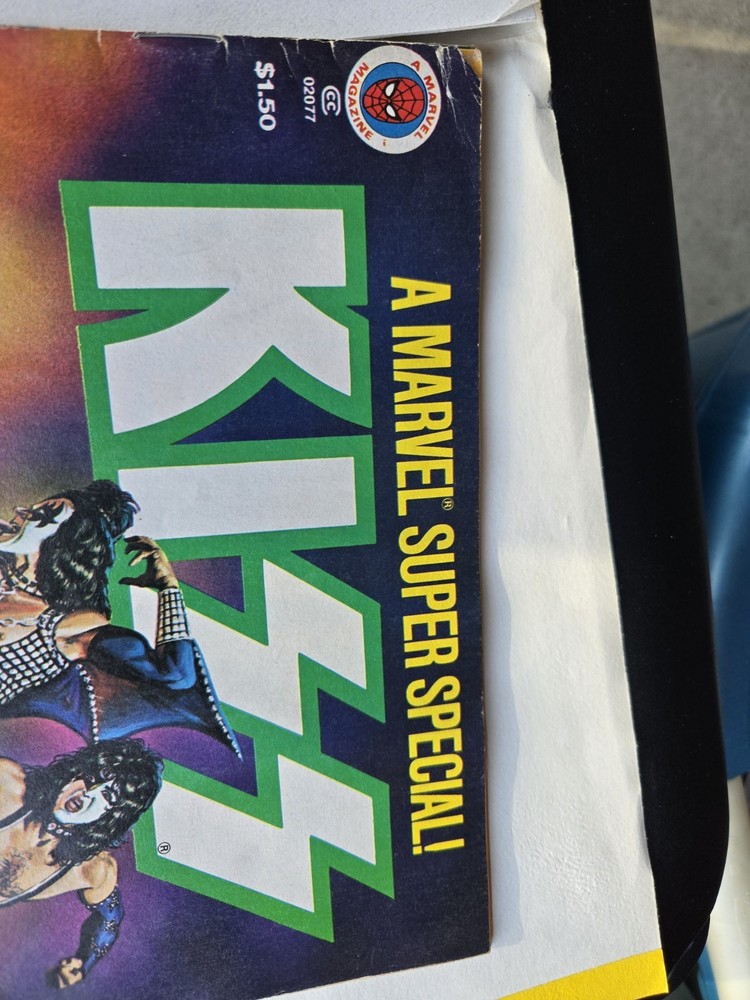 A MARVEL MAGAZINE!
$1.50
CC
02077
A MARVEL® SUPER SPECIAL!
KISS®